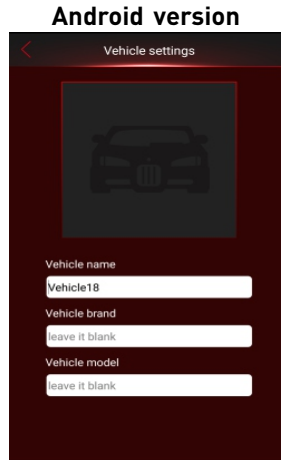 Android version
Vehicle settings
Vehicle name
Vehicle18
Vehicle brand
leave it blank
Vehicle model
leave it blank